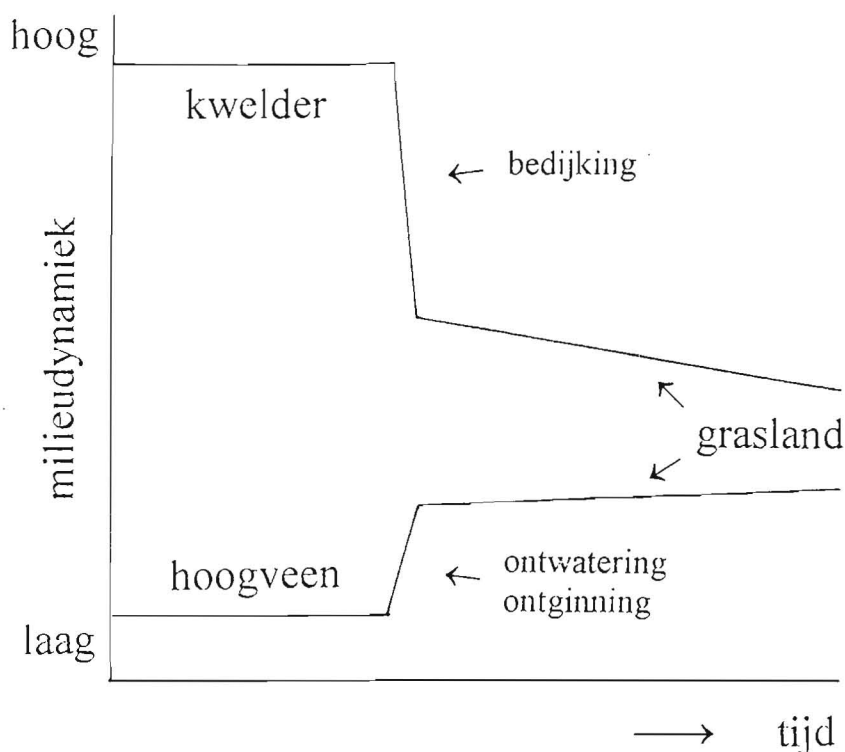 hoog
kwelder
bedijking
milieudynamiek
grasland
hoogveen
ontwatering
ontginning
laag
tijd